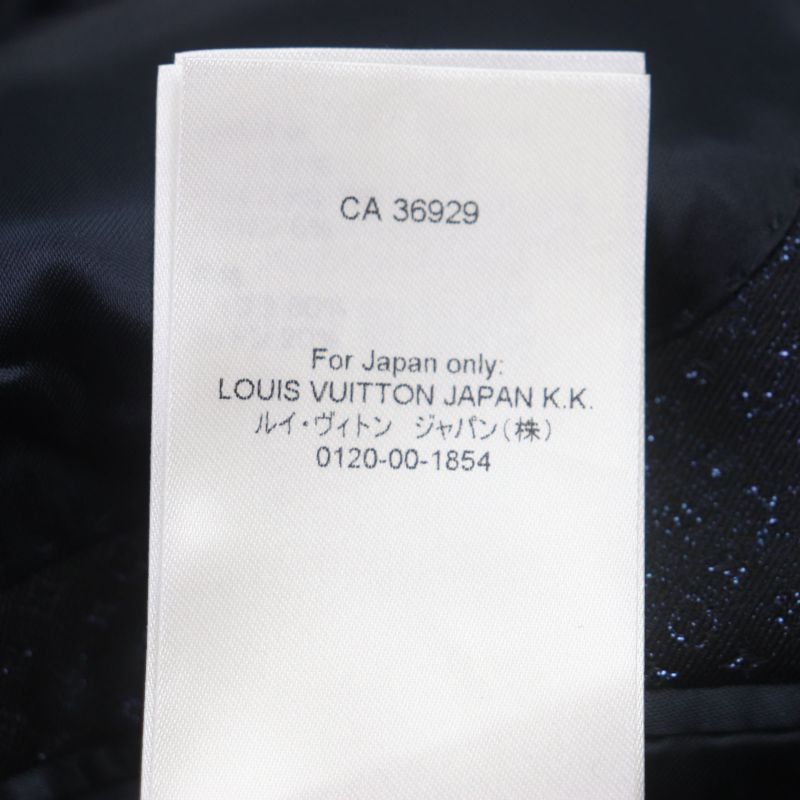 CA 36929
For Japan only:
LOUIS VUITTON JAPAN K.K.
ルイ・ヴィトン ジャパン(株)
0120-00-1854